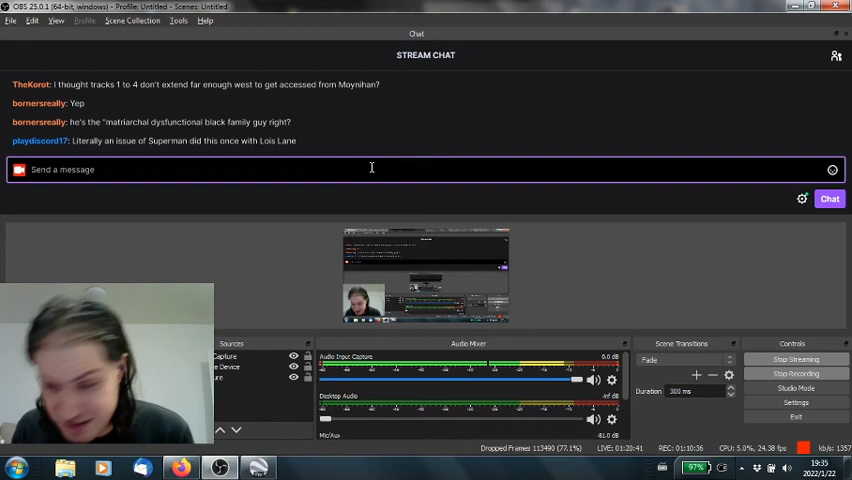 OBS 25.0.1 (64-bit, windows) - Profile: Untitled - Scenes: Untitled
File Edit View Profile Scene Collection Tools Help
Chat
STREAM CHAT
TheKorot: I thought tracks 1 to 4 don't extend far enough west to get accessed from Moynihan?
bornersreally: Yep
bornersreally: he's the "matriarchal dysfunctional black family guy right?
playdiscord17: Literally an issue of Superman did this once with Lois Lane
Send a message
Chat
Sources Audio Mixer Scene Transitions Controls
Capture
Device
Audio Input Capture 0.0 dB
Desktop Audio -inf dB
Mic/Aux -81.0 dB
Fade
Duration 300 ms
Stop Streaming
Stop Recording
Studio Mode
Settings
Exit
Dropped Frames 113490 (77.1%) LIVE: 01:20:41 REC: 01:10:36 CPU: 5.0%, 24.38 fps kb/s: 1357
97%
19:35
2022/1/22